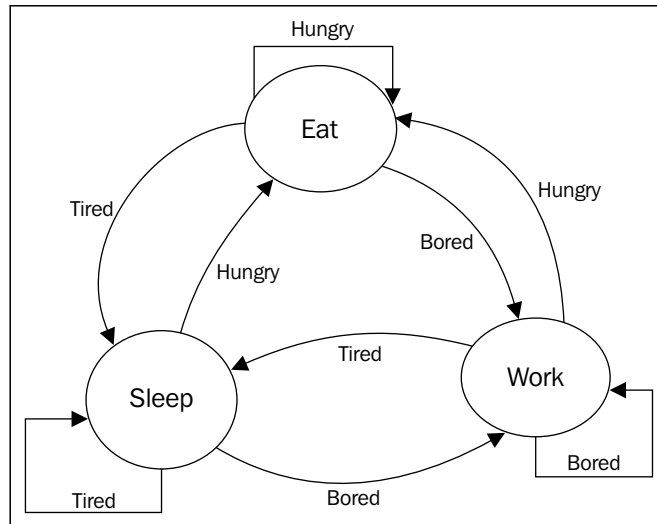 Hungry
Eat
Tired
Hungry
Bored
Hungry
Tired
Sleep
Work
Tired
Bored
Bored